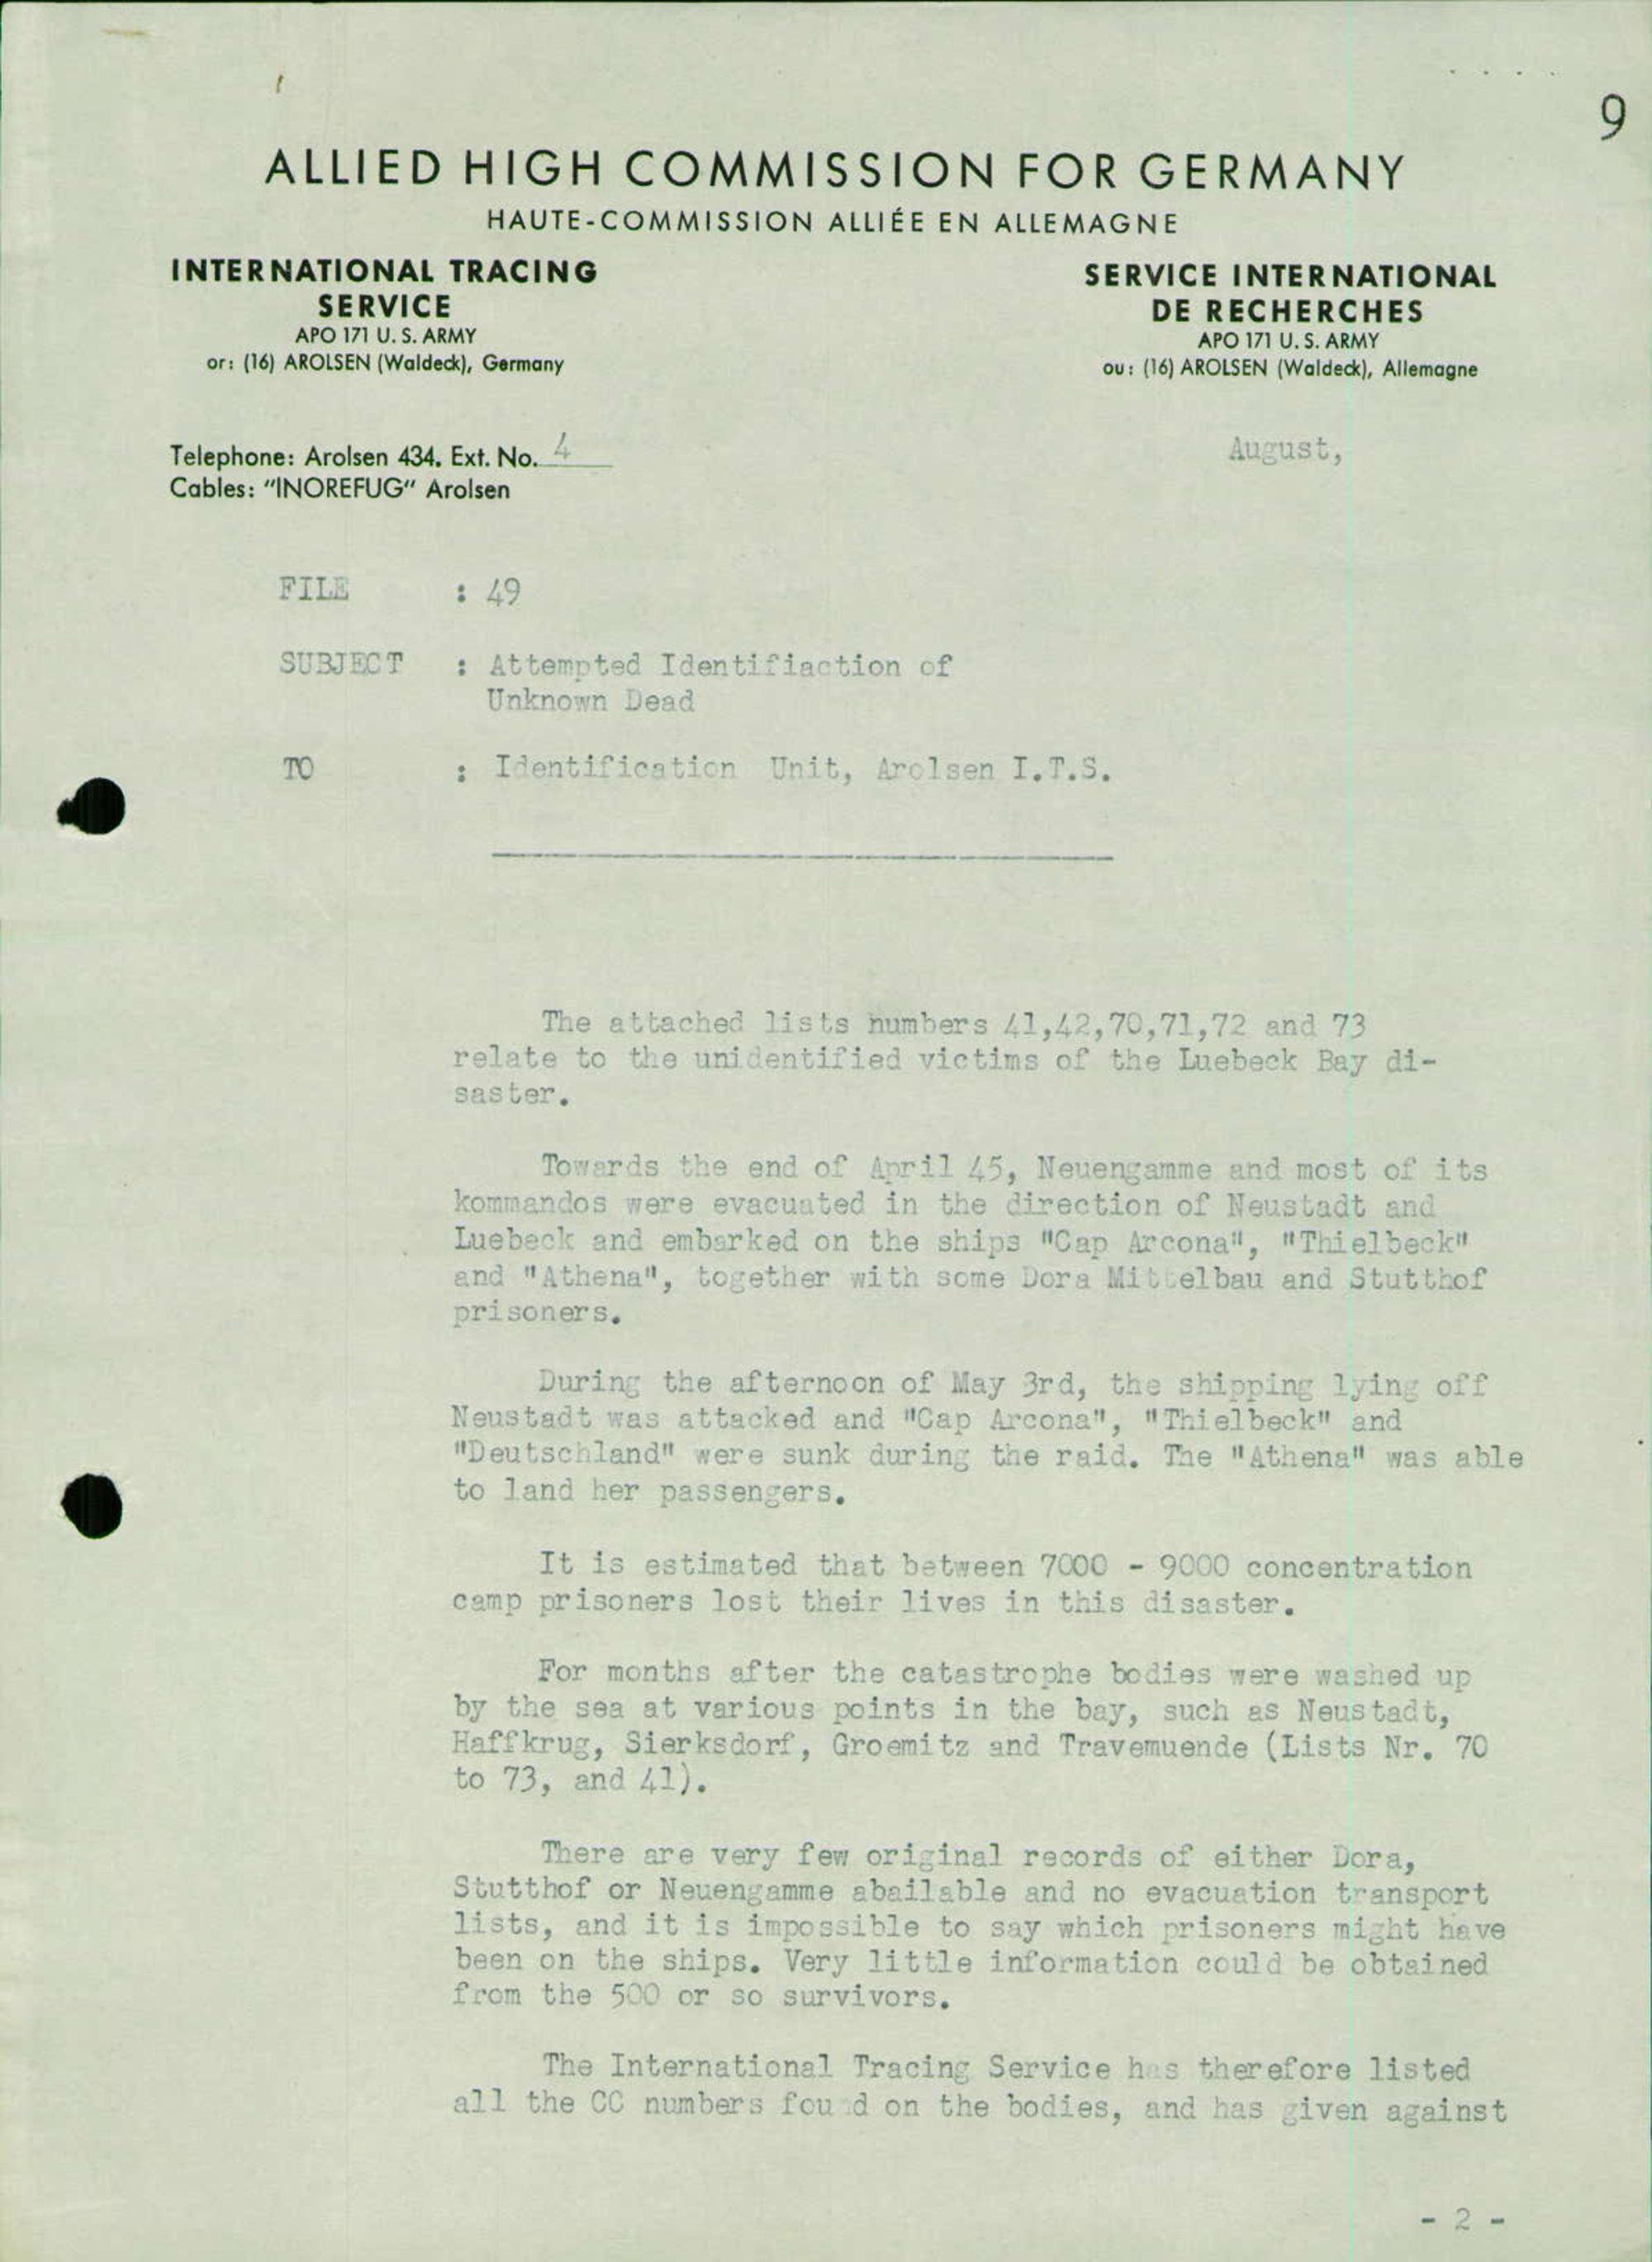 9
ALLIED HIGH COMMISSION FOR GERMANY
HAUTE-COMMISSION ALLIÉE EN ALLEMAGNE
INTERNATIONAL TRACING
SERVICE
APO 171 U. S. ARMY
or: (16) AROLSEN (Waldeck), Germany
SERVICE INTERNATIONAL
DE RECHERCHES
APO 171 U. S. ARMY
ou: (16) AROLSEN (Waldeck), Allemagne
Telephone: Arolsen 434. Ext. No. 4
Cables: "INOREFUG" Arolsen
August,
FILE : 49
SUBJECT : Attempted Identifiaction of
Unknown Dead
TO : Identification Unit, Arolsen I.T.S.
The attached lists numbers 41,42,70,71,72 and 73
relate to the unidentified victims of the Luebeck Bay di-
saster.
Towards the end of April 45, Neuengamme and most of its
kommandos were evacuated in the direction of Neustadt and
Luebeck and embarked on the ships "Cap Arcona", "Thielbeck"
and "Athena", together with some Dora Mittelbau and Stutthof
prisoners.
During the afternoon of May 3rd, the shipping lying off
Neustadt was attacked and "Cap Arcona", "Thielbeck" and
"Deutschland" were sunk during the raid. The "Athena" was able
to land her passengers.
It is estimated that between 7000 - 9000 concentration
camp prisoners lost their lives in this disaster.
For months after the catastrophe bodies were washed up
by the sea at various points in the bay, such as Neustadt,
Haffkrug, Sierksdorf, Groemitz and Travemuende (Lists Nr. 70
to 73, and 41).
There are very few original records of either Dora,
Stutthof or Neuengamme abailable and no evacuation transport
lists, and it is impossible to say which prisoners might have
been on the ships. Very little information could be obtained
from the 500 or so survivors.
The International Tracing Service has therefore listed
all the CC numbers found on the bodies, and has given against
- 2 -